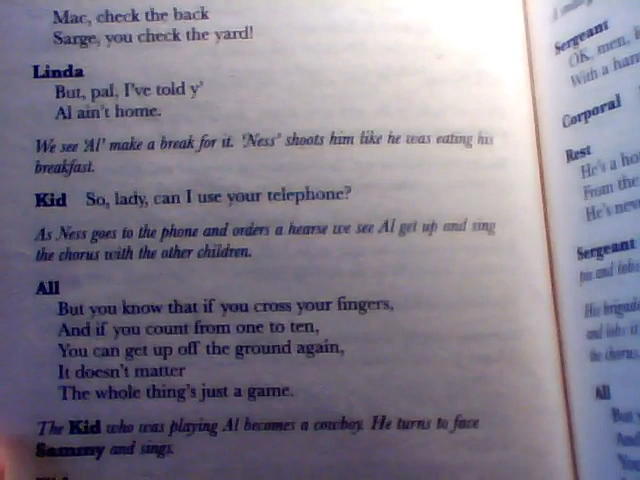 Mac, check the back
Sarge, you check the yard!
Linda
But, pal, I've told y'
Al ain't home.
We see 'Al' make a break for it. 'Ness' shoots him like he was eating his
breakfast.
Kid So, lady, can I use your telephone?
As Ness goes to the phone and orders a hearse we see Al get up and sing
the chorus with the other children.
All
But you know that if you cross your fingers,
And if you count from one to ten,
You can get up off the ground again,
It doesn't matter
The whole thing's just a game.
The Kid who was playing Al becomes a cowboy. He turns to face
Sammy and sings.
Sergeant
OK, men,
With a han
Corporal
Rest
He's a ho
From the
He's nev
Sergeant
and
His brigad
and
the chorus
All
But y
And
You